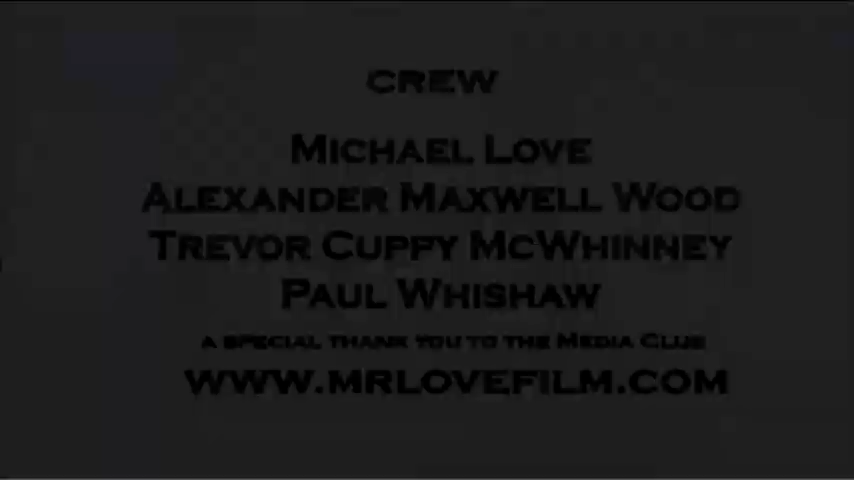 CREW
MICHAEL LOVE
ALEXANDER MAXWELL WOOD
TREVOR CUPPY MCWHINNEY
PAUL WHISHAW
A SPECIAL THANK YOU TO THE MEDIA CLUB
WWW.MRLOVEFILM.COM